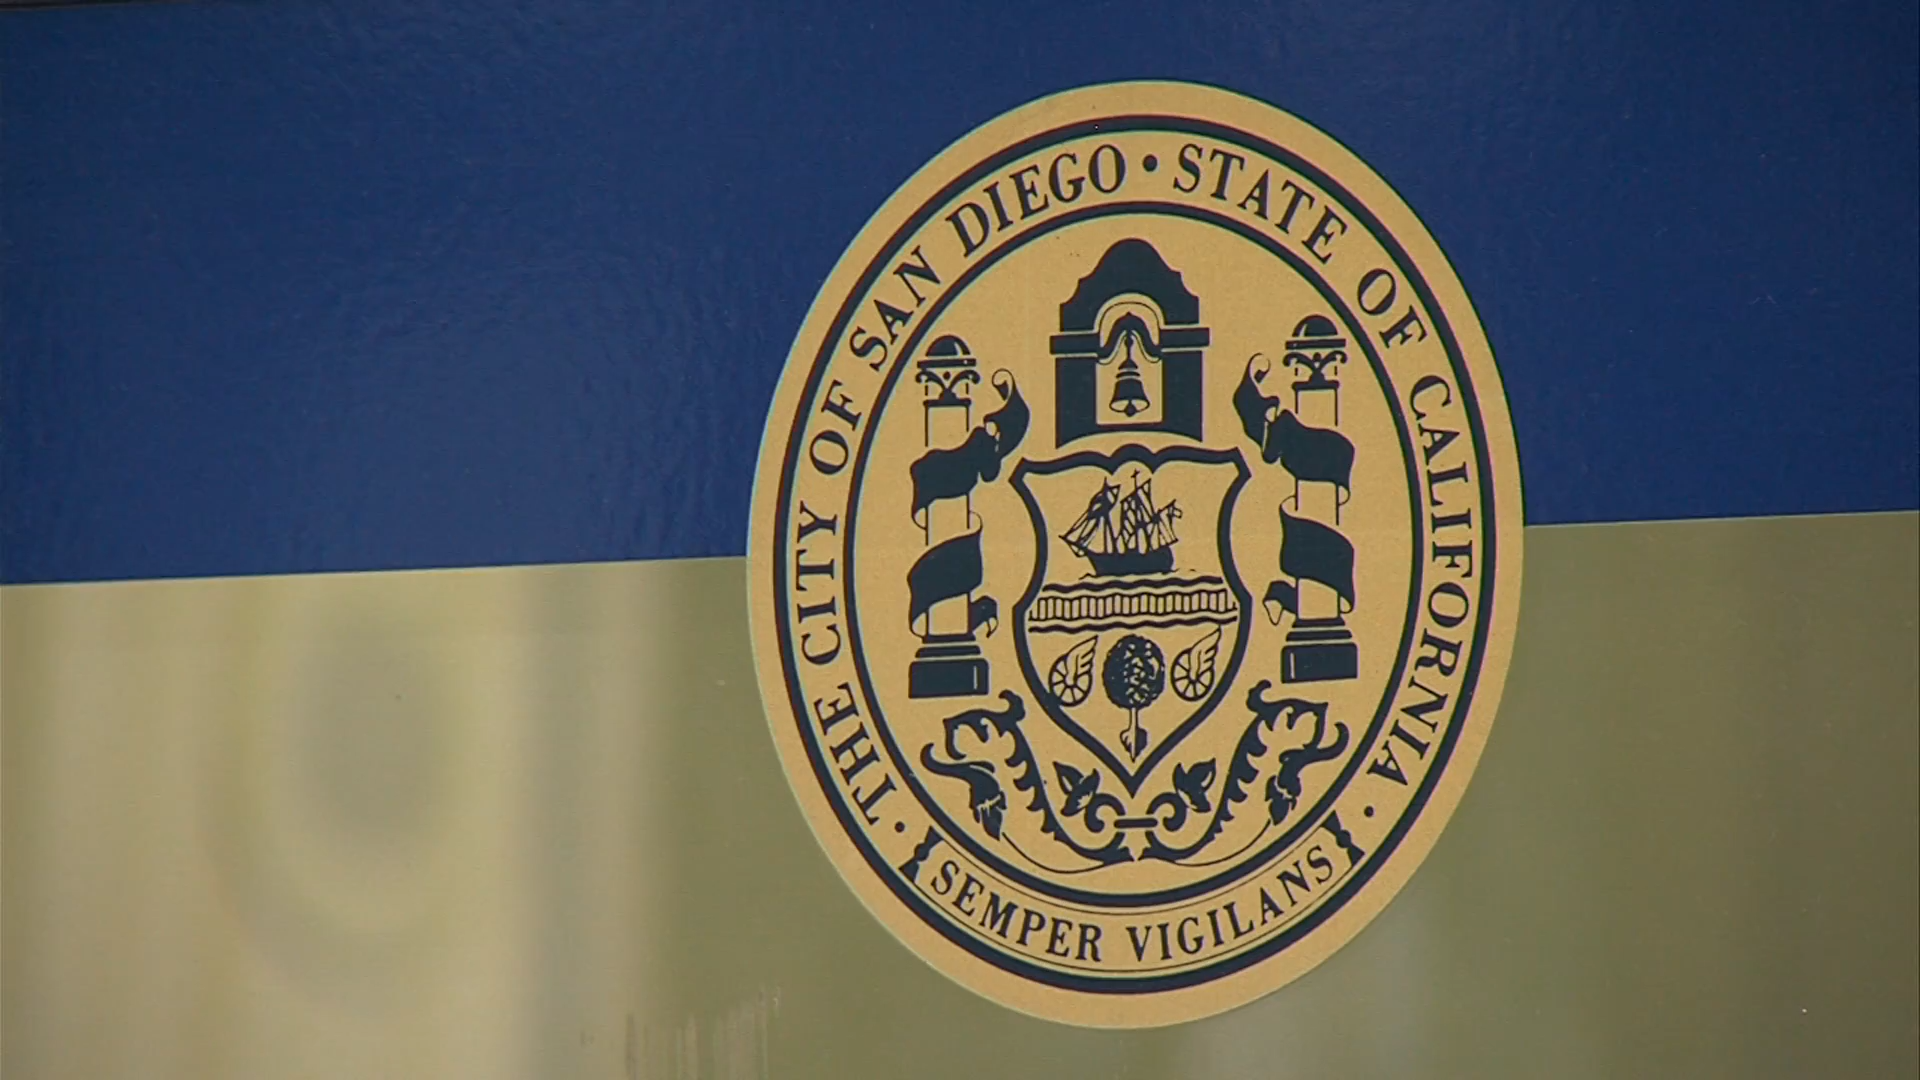 THE CITY OF SAN DIEGO • STATE OF CALIFORNIA
SEMPER VIGILANS